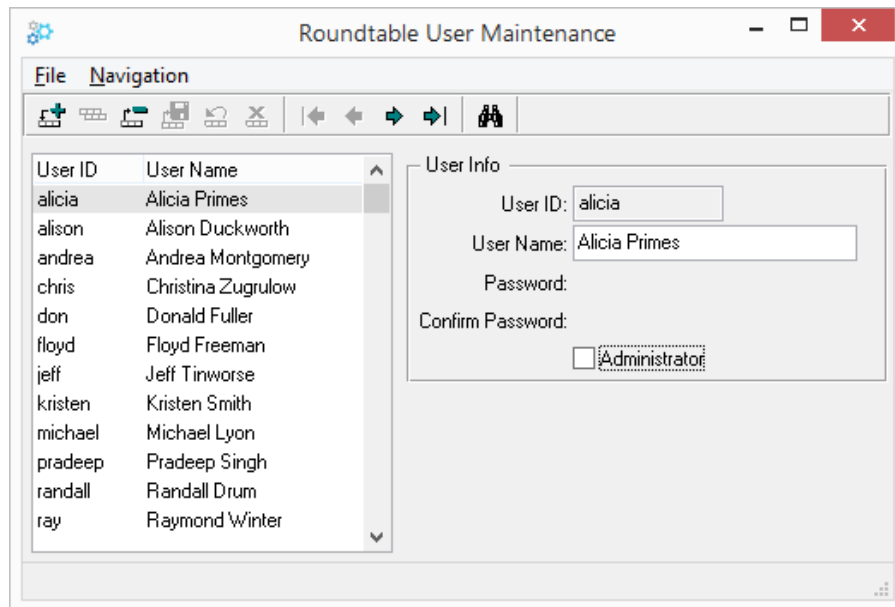 Roundtable User Maintenance
File Navigation
User ID User Name
alicia Alicia Primes
alison Alison Duckworth
andrea Andrea Montgomery
chris Christina Zugrulow
don Donald Fuller
floyd Floyd Freeman
jeff Jeff Tinworse
kristen Kristen Smith
michael Michael Lyon
pradeep Pradeep Singh
randall Randall Drum
ray Raymond Winter
User Info
User ID: alicia
User Name: Alicia Primes
Password:
Confirm Password:
Administrator